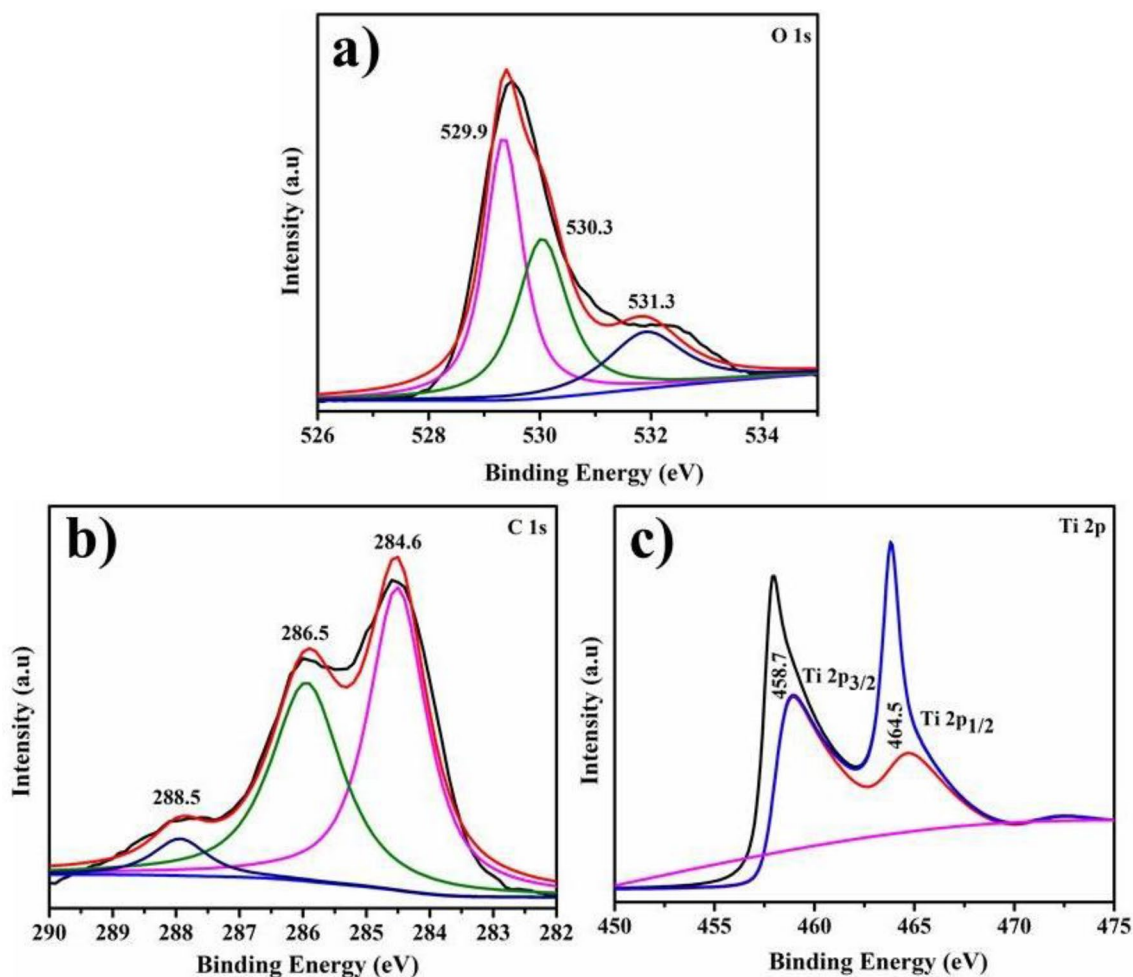 a)
O 1s
529.9
530.3
531.3
Intensity (a.u)
526 528 530 532 534
Binding Energy (eV)
b)
C 1s
284.6
286.5
288.5
Intensity (a.u)
290 289 288 287 286 285 284 283 282
Binding Energy (eV)
c)
Ti 2p
458.7
Ti 2p3/2
464.5
Ti 2p1/2
Intensity (a.u)
450 455 460 465 470 475
Binding Energy (eV)